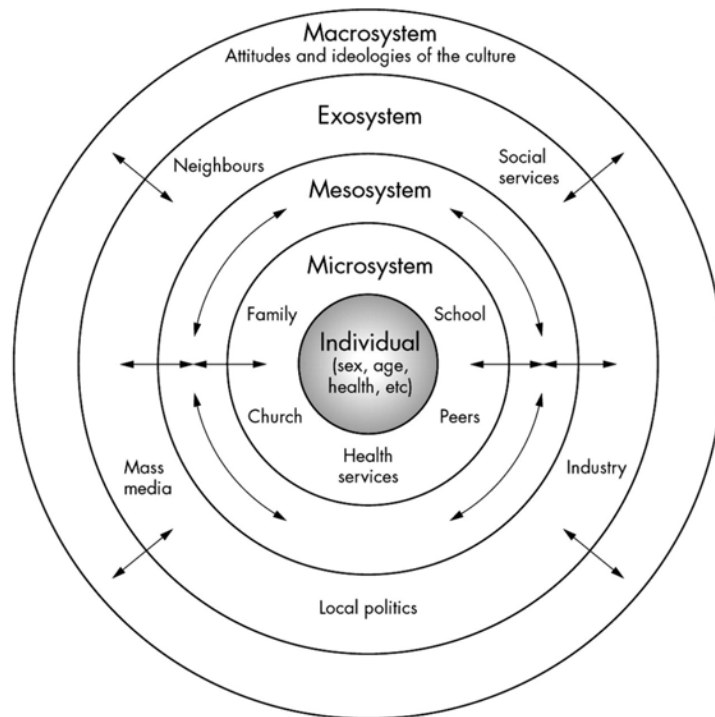 Macrosystem
Attitudes and ideologies of the culture
Exosystem
Neighbours
Social
services
Mesosystem
Microsystem
Family
School
Individual
(sex, age,
health, etc)
Church
Peers
Health
services
Mass
media
Industry
Local politics